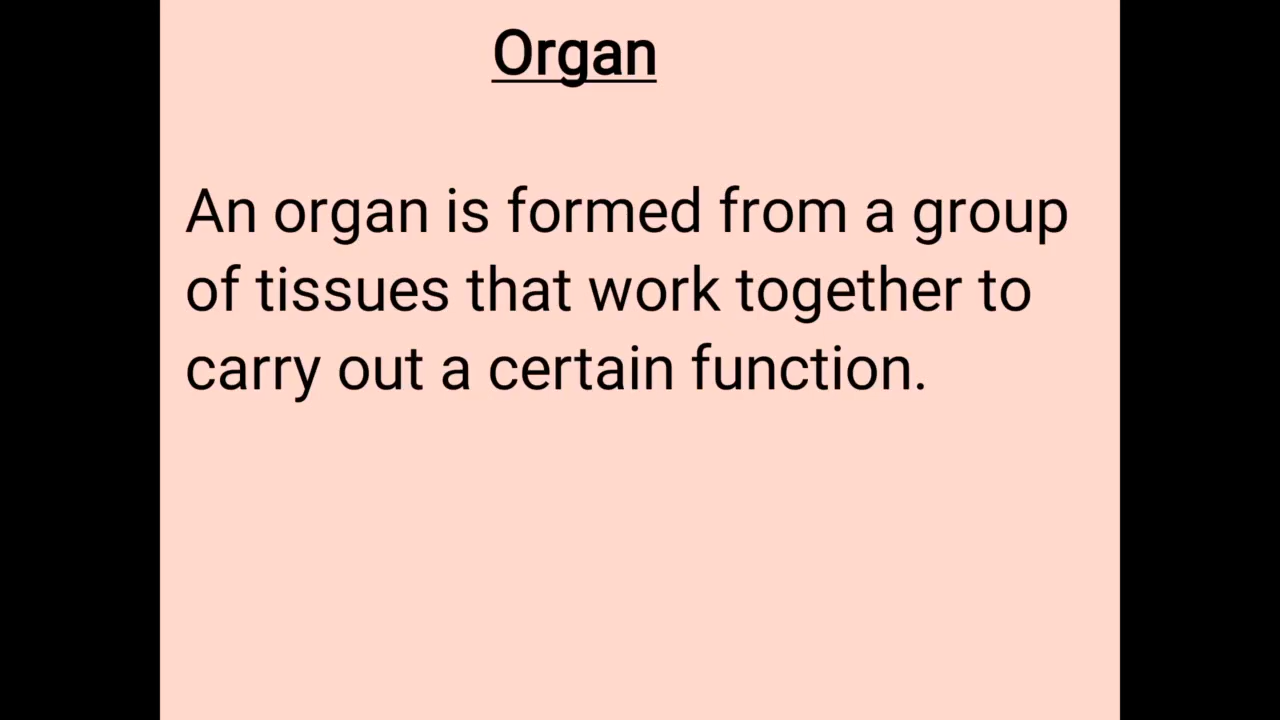 Organ
An organ is formed from a group
of tissues that work together to
carry out a certain function.